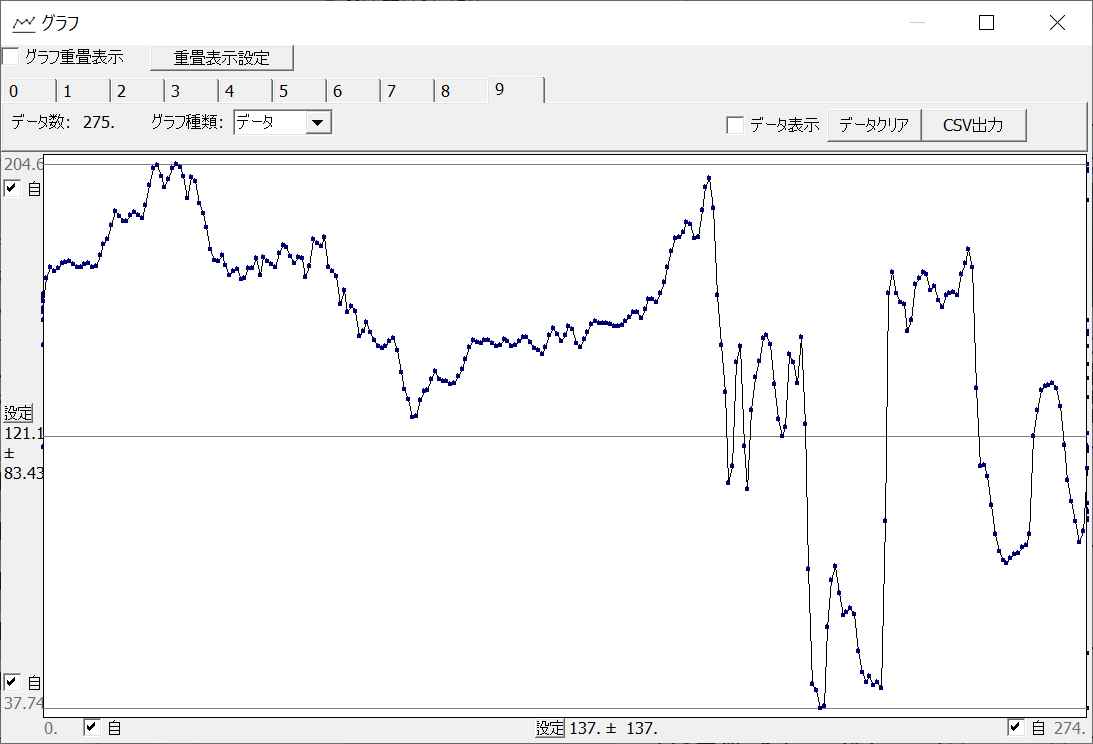 グラフ
グラフ重畳表示 重畳表示設定
0 1 2 3 4 5 6 7 8 9
データ数: 275. グラフ種類: データ データ表示 データクリア CSV出力
204.6
自
設定
121.1
±
83.43
自
37.74
0. 自 設定 137. ± 137. 自 274.